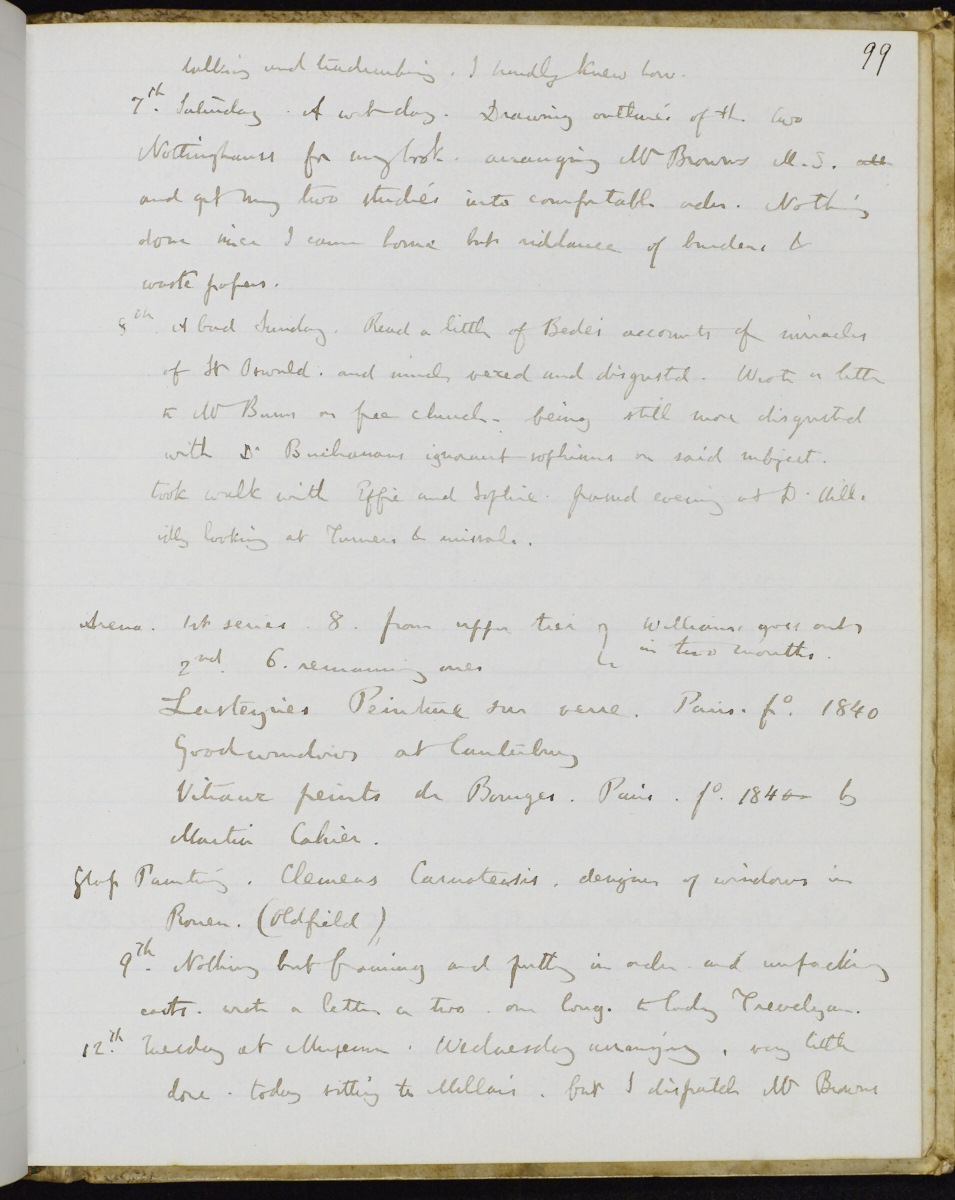 99
talking and . I hardly knew how.
7th. Saturday. A wet day. Drawing outlines of the two
Nottinghams for my book. arranging Mr Browns M.S.
and get my two studies into comfortable order. Nothing
done since I came home but riddance of burdens &
waste papers.
8th. A bad Sunday. Read a little of Bede's accounts of miracles
of St Oswald. and much vexed and disgusted. Wrote a letter
to Mr Burns on free church. being still more disgusted
with Dr Buchanans ignorant sophisms on said subject.
took walk with Effie and Sophie. passed evening at D. Hill.
idly looking at Turners & missals.
Arena. 1st series. 8. from upper tier of Williams. goes out
in two months.
2nd. 6. remaining ones
Lasteyries Peinture sur verre. Paris. fo. 1840
Good windows at Canterbury
Vitraux peints de Bourges. Paris. fo. 184 by
Martin Cahier.
Glass Painting. Clemens Carnotensis. designer of windows in
Rouen. (Oldfield)
9th. Nothing but framing and putting in order and unpacking
casts. wrote a letter or two. one long. to Lady Trevelyan.
12th. Tuesday at Museum. Wednesday arranging, very little
done. today sitting to Millais. but I dispatch Mr Browns